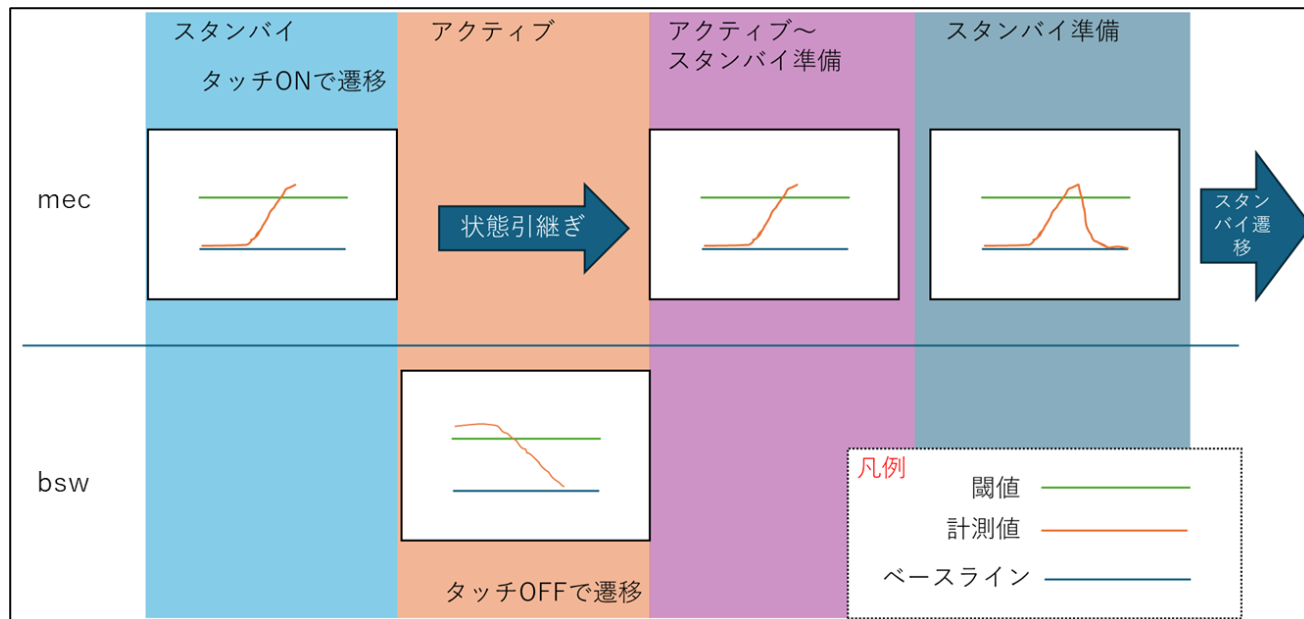 スタンバイ
タッチONで遷移
アクティブ
アクティブ～
スタンバイ準備
スタンバイ準備
mec
状態引継ぎ
スタン
バイ遷
移
bsw
タッチOFFで遷移
凡例
閾値
計測値
ベースライン